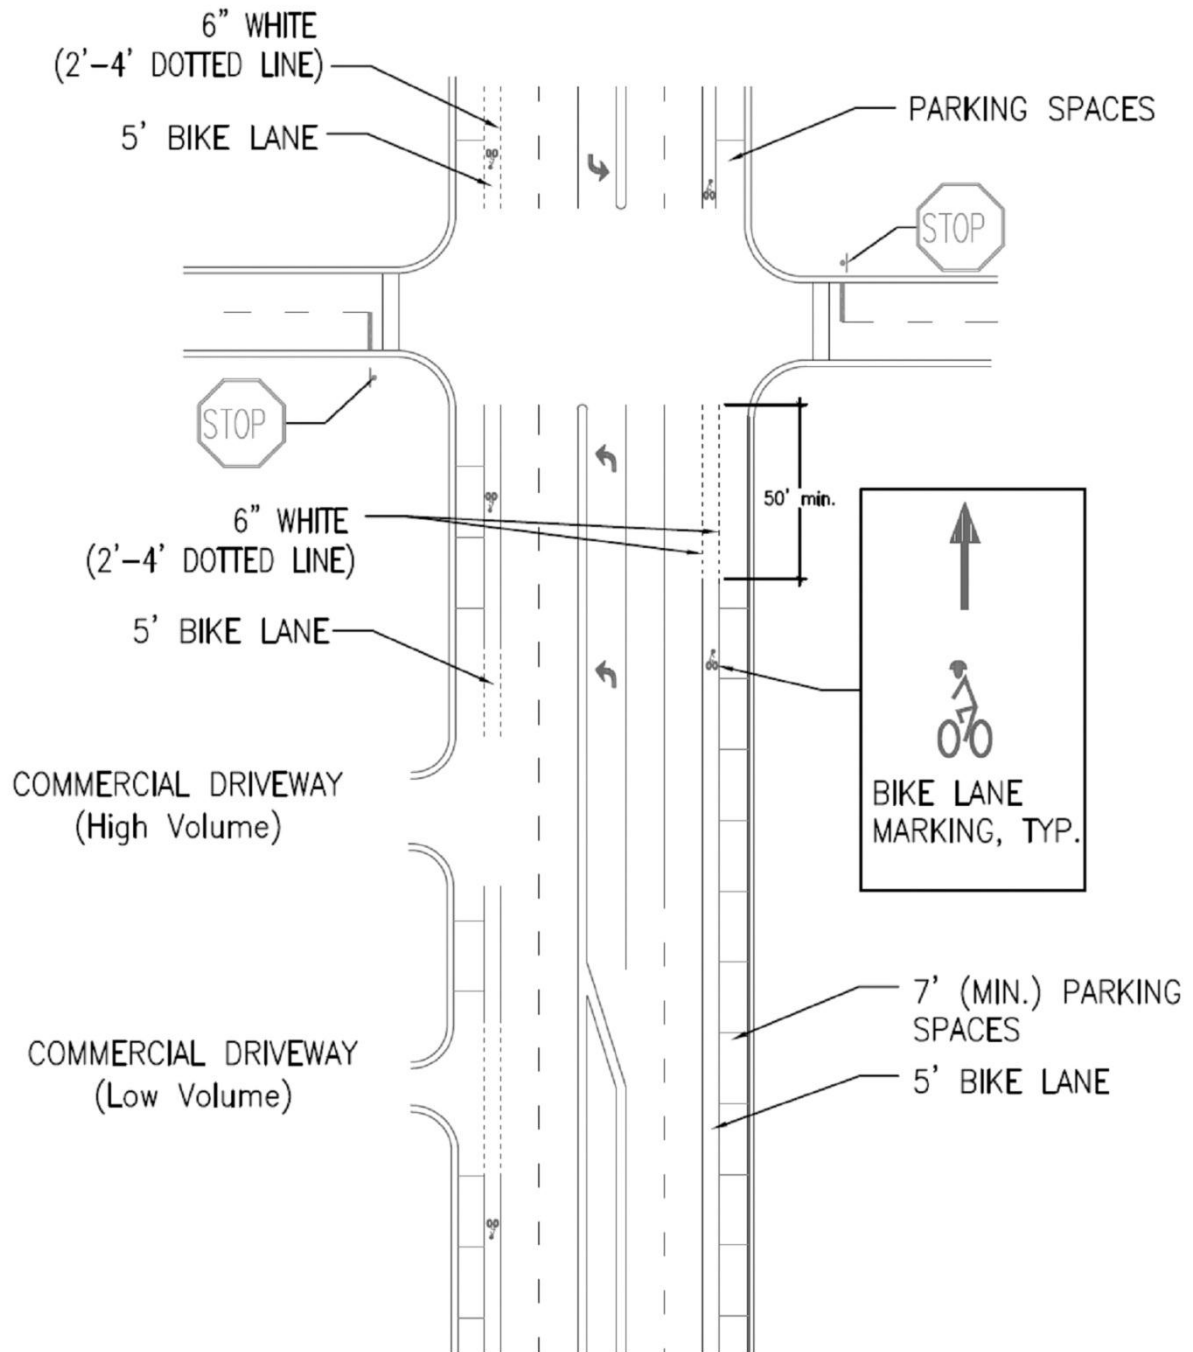 6" WHITE
(2'-4' DOTTED LINE)
5' BIKE LANE
PARKING SPACES
STOP
STOP
50' min.
6" WHITE
(2'-4' DOTTED LINE)
5' BIKE LANE
BIKE LANE
MARKING, TYP.
COMMERCIAL DRIVEWAY
(High Volume)
7' (MIN.) PARKING
SPACES
5' BIKE LANE
COMMERCIAL DRIVEWAY
(Low Volume)